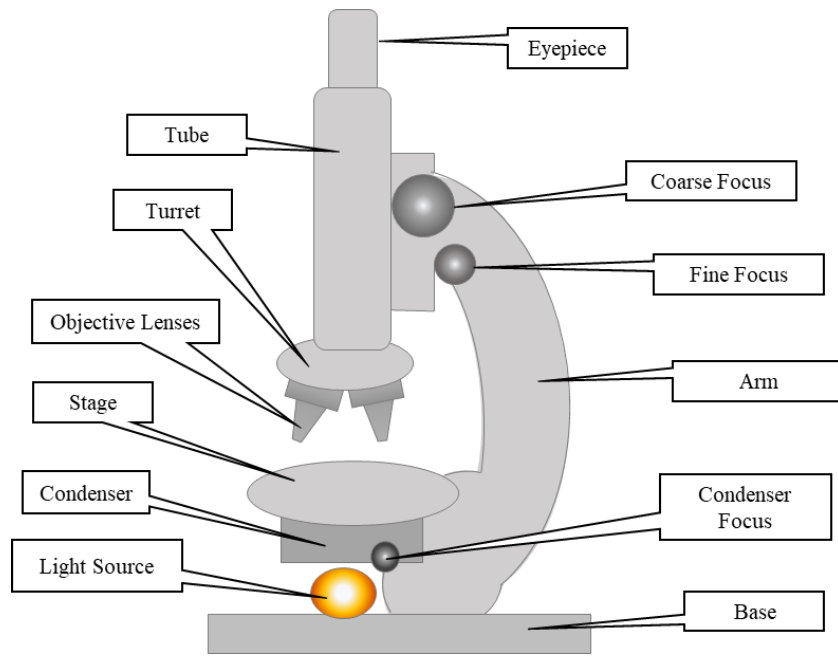 Eyepiece
Tube
Coarse Focus
Turret
Fine Focus
Objective Lenses
Arm
Stage
Condenser
Condenser
Focus
Light Source
Base